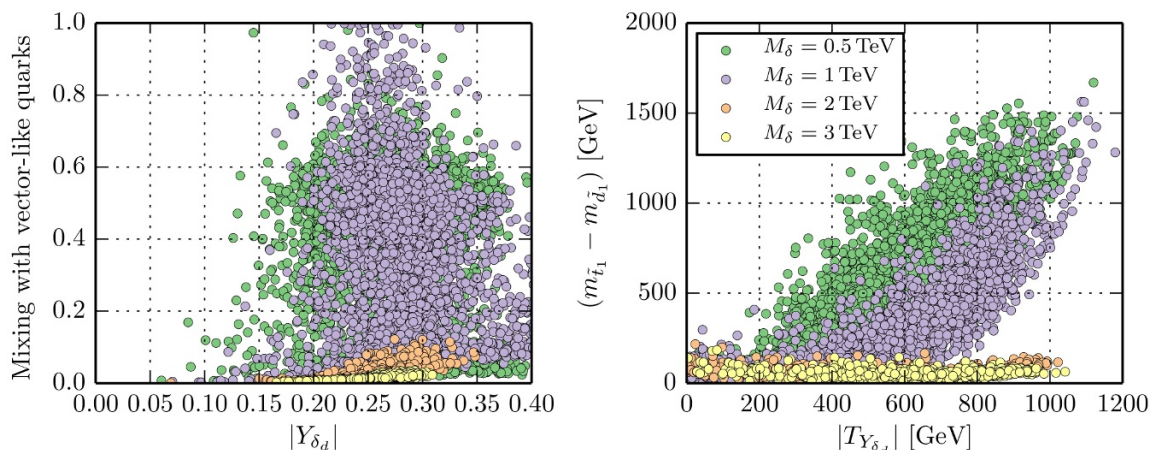 Mixing with vector-like quarks
1.0
0.8
0.6
0.4
0.2
0.0
0.00 0.05 0.10 0.15 0.20 0.25 0.30 0.35 0.40
|Y_{δ_d}|
(m_{t̃_1} − m_{d̃_1}) [GeV]
2000
1500
1000
500
0
M_δ = 0.5 TeV
M_δ = 1 TeV
M_δ = 2 TeV
M_δ = 3 TeV
0 200 400 600 800 1000 1200
|T_{Y_{δ_d}}| [GeV]